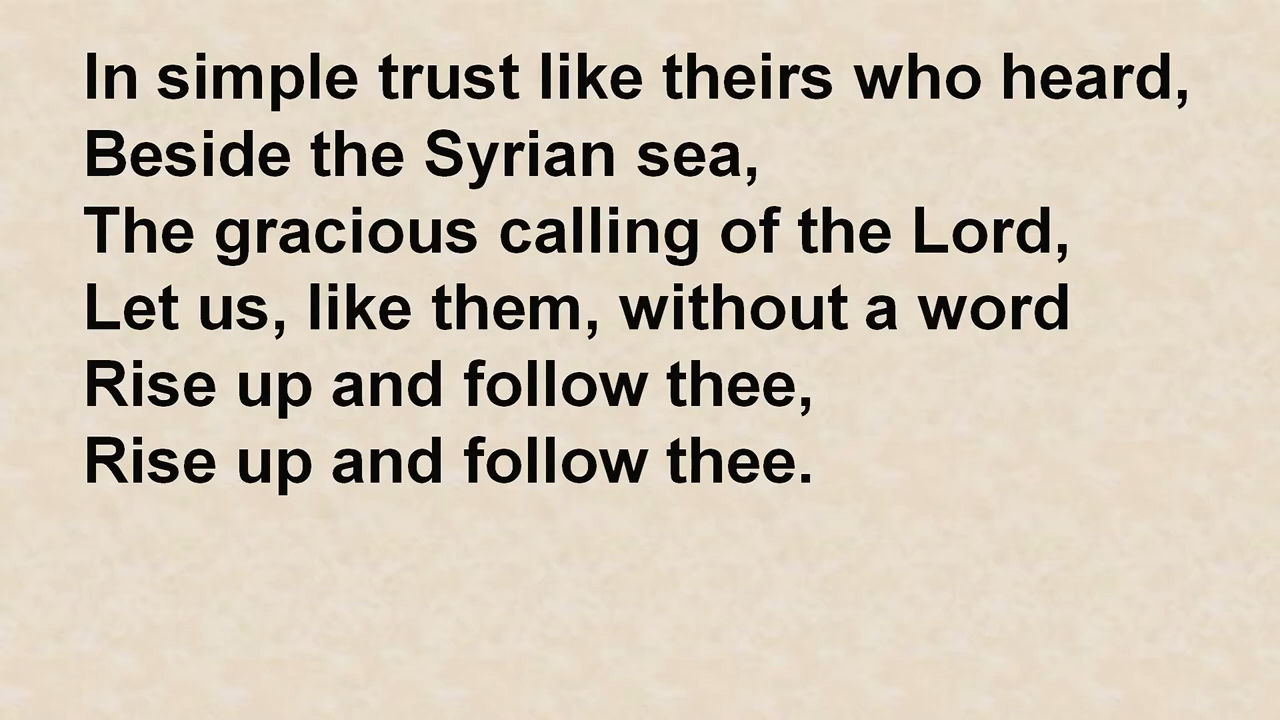 In simple trust like theirs who heard,
Beside the Syrian sea,
The gracious calling of the Lord,
Let us, like them, without a word
Rise up and follow thee,
Rise up and follow thee.